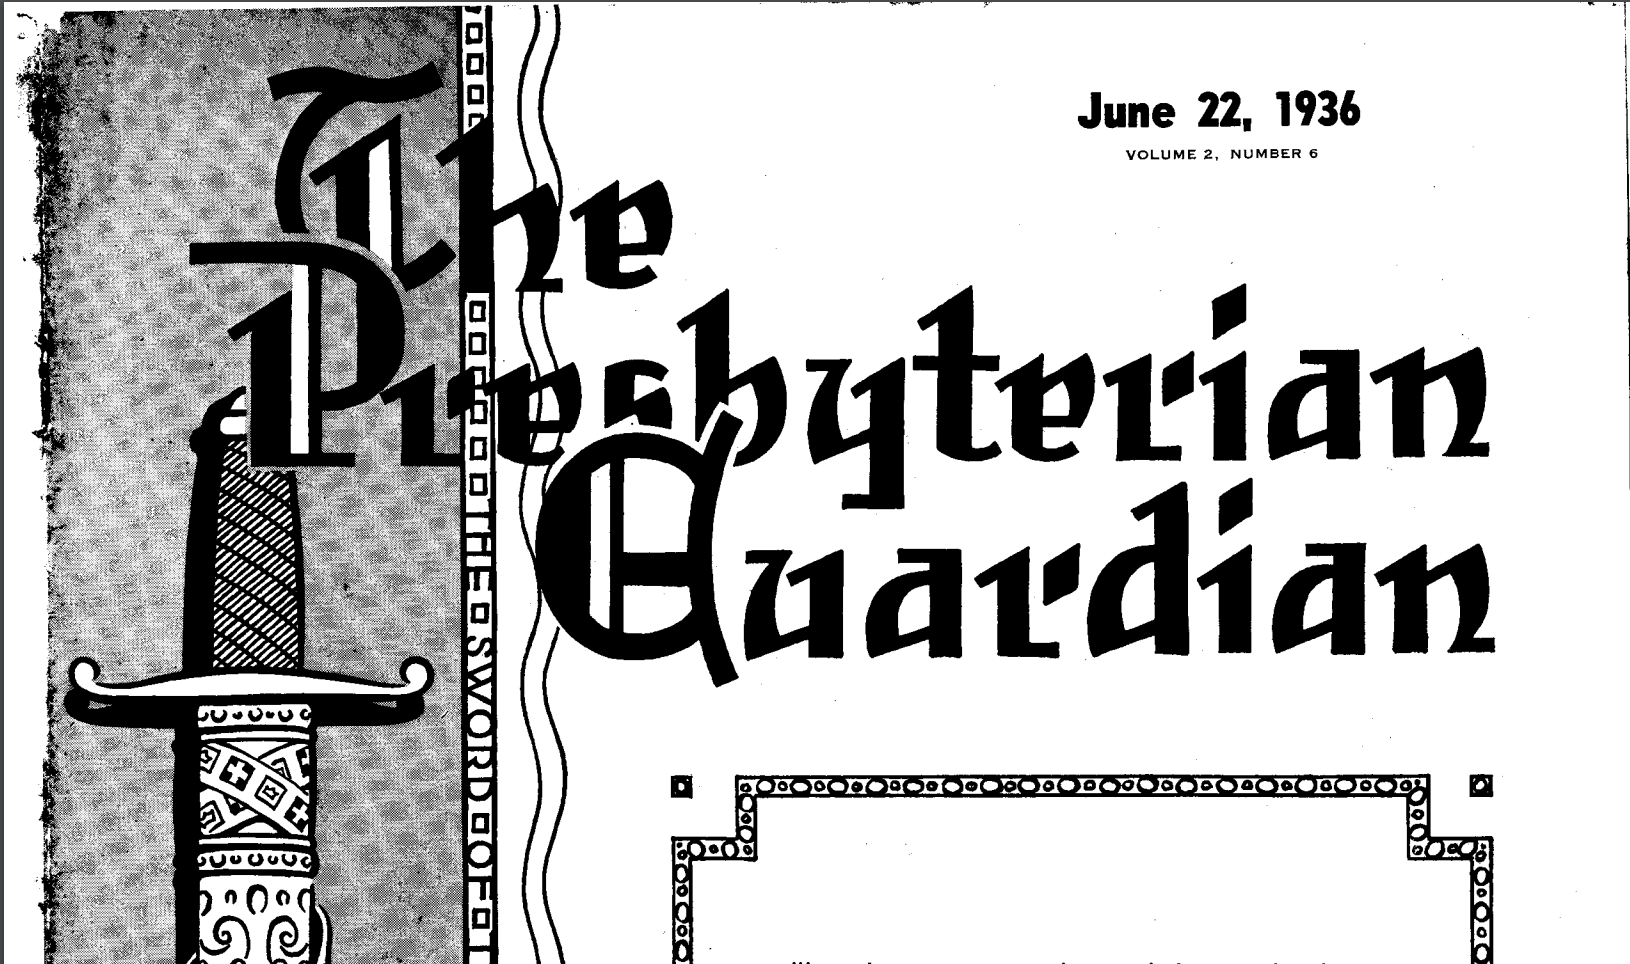 June 22, 1936
VOLUME 2, NUMBER 6
The
Presbyterian
Guardian
THE SWORD OF